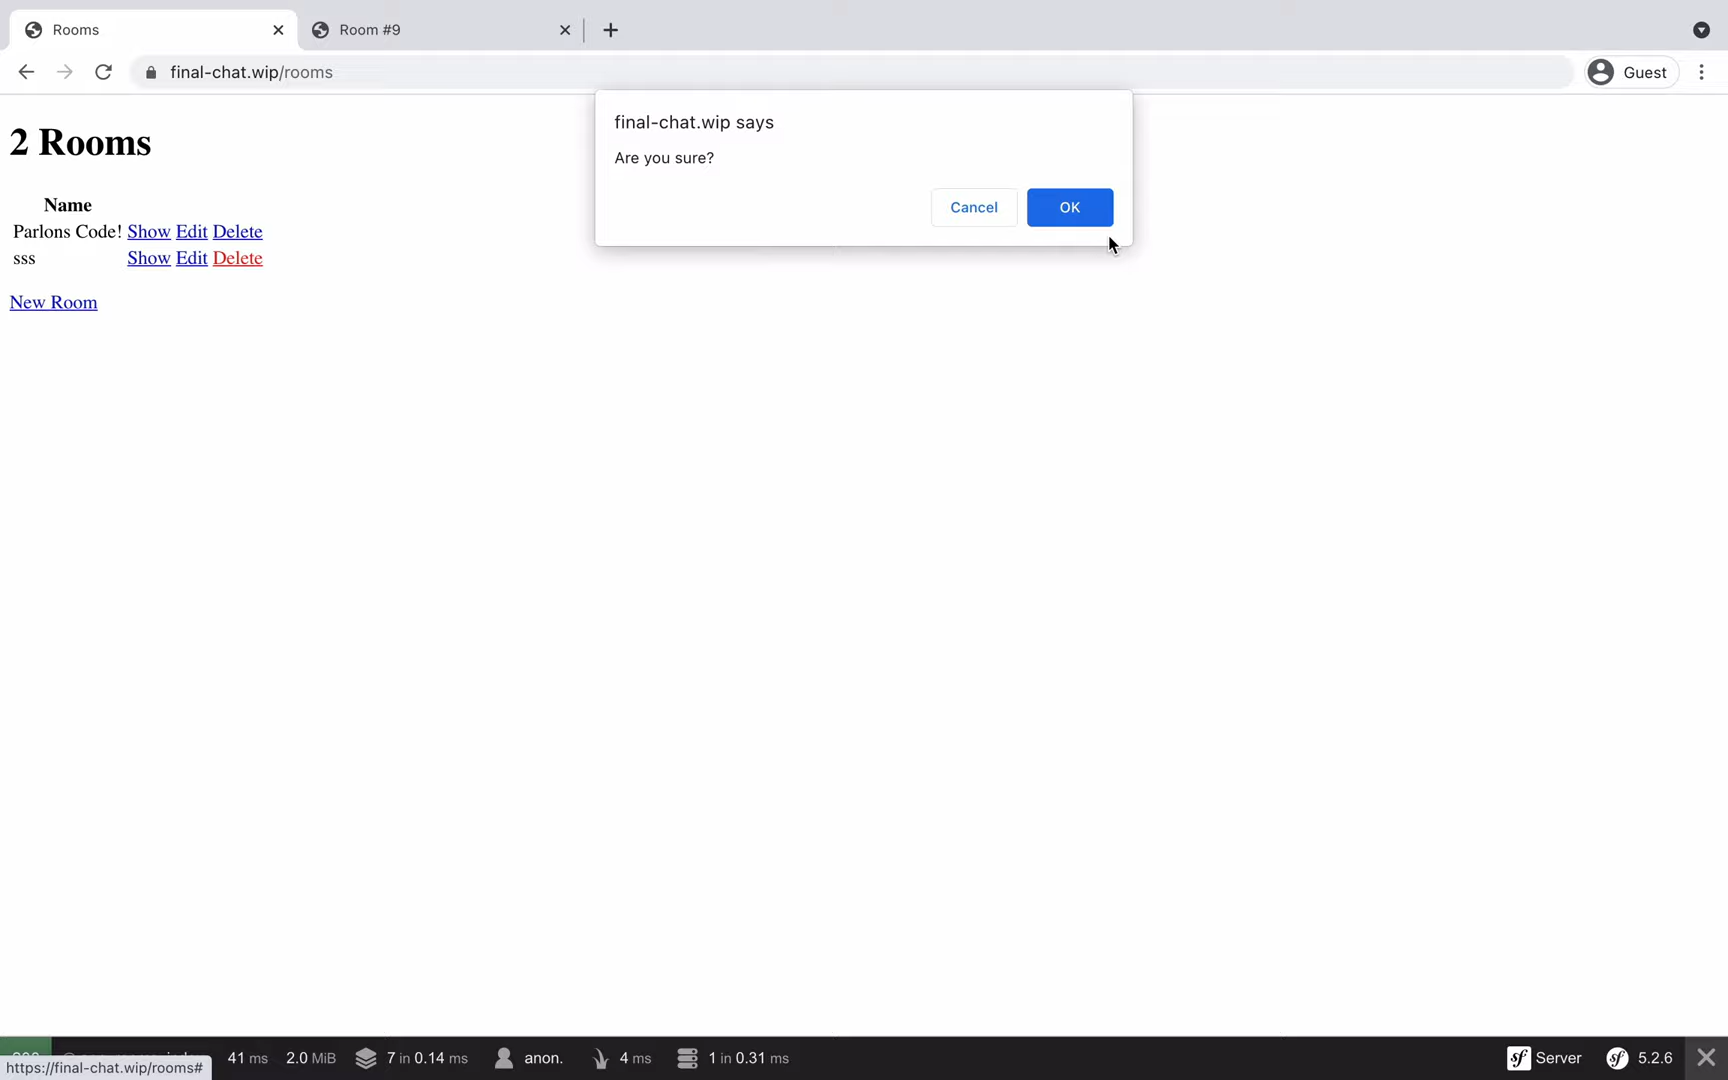 Rooms
Room #9
final-chat.wip/rooms
Guest
final-chat.wip says
Are you sure?
Cancel
OK
2 Rooms
Name
Parlons Code! Show Edit Delete
sss Show Edit Delete
New Room
41 ms 2.0 MiB 7 in 0.14 ms anon. 4 ms 1 in 0.31 ms sf Server sf 5.2.6
https://final-chat.wip/rooms#